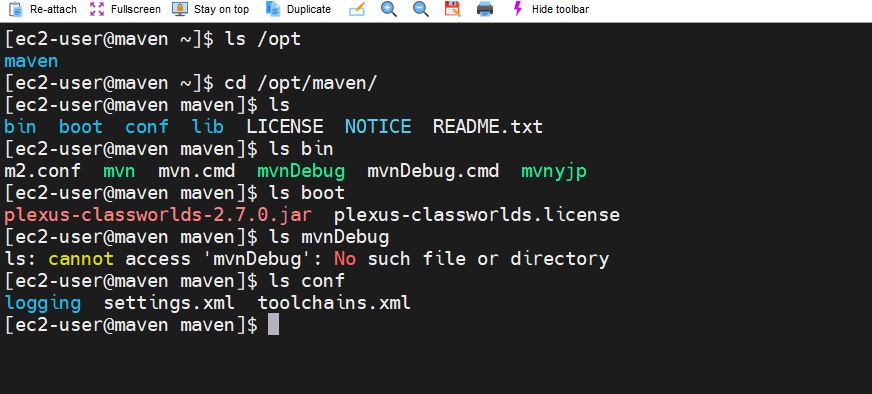 Re-attach Fullscreen Stay on top Duplicate Hide toolbar
[ec2-user@maven ~]$ ls /opt
maven
[ec2-user@maven ~]$ cd /opt/maven/
[ec2-user@maven maven]$ ls
bin boot conf lib LICENSE NOTICE README.txt
[ec2-user@maven maven]$ ls bin
m2.conf mvn mvn.cmd mvnDebug mvnDebug.cmd mvnyjp
[ec2-user@maven maven]$ ls boot
plexus-classworlds-2.7.0.jar plexus-classworlds.license
[ec2-user@maven maven]$ ls mvnDebug
ls: cannot access 'mvnDebug': No such file or directory
[ec2-user@maven maven]$ ls conf
logging settings.xml toolchains.xml
[ec2-user@maven maven]$